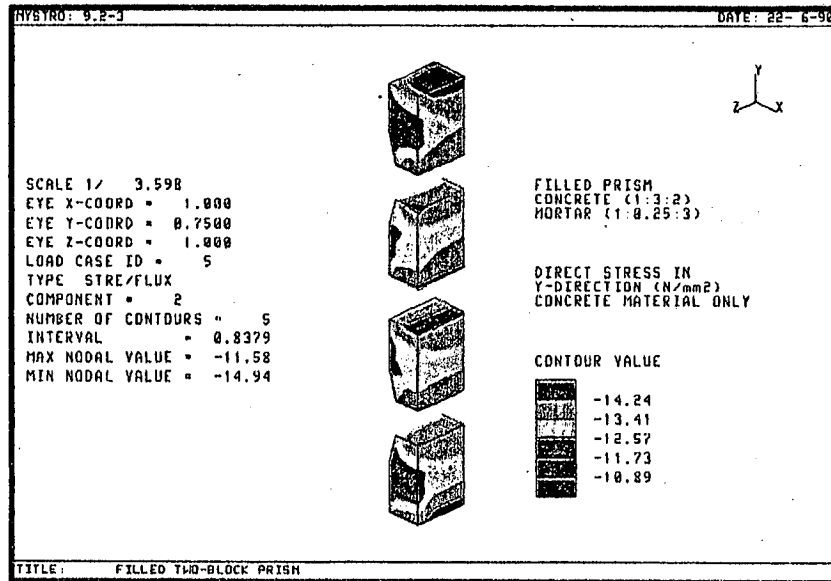 MYSTRO: 9.2-3
DATE: 22- 6-90
Y
Z
X
SCALE 1/ 3.598
EYE X-COORD = 1.000
EYE Y-COORD = 0.7500
EYE Z-COORD = 1.000
LOAD CASE ID = 5
TYPE STRE/FLUX
COMPONENT = 2
NUMBER OF CONTOURS = 5
INTERVAL = 0.8379
MAX NODAL VALUE = -11.58
MIN NODAL VALUE = -14.94
FILLED PRISM
CONCRETE (1:3:2)
MORTAR (1:0.25:3)
DIRECT STRESS IN
Y-DIRECTION (N/mm2)
CONCRETE MATERIAL ONLY
CONTOUR VALUE
-14.24
-13.41
-12.57
-11.73
-10.89
TITLE: FILLED TWO-BLOCK PRISM